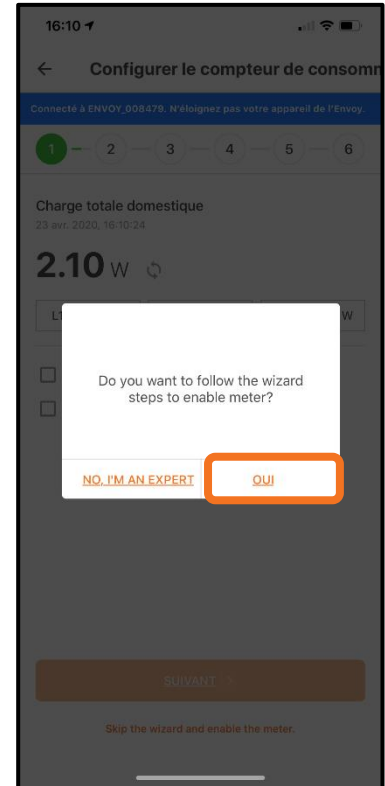 16:10
Configurer le compteur de consomm
Connecté à ENVOY_008479. N'éloignez pas votre appareil de l'Envoy.
1 2 3 4 5 6
Charge totale domestique
23 avr. 2020, 16:10:24
2.10 W
L1 W
Do you want to follow the wizard
steps to enable meter?
NO, I'M AN EXPERT OUI
SUIVANT
Skip the wizard and enable the meter.